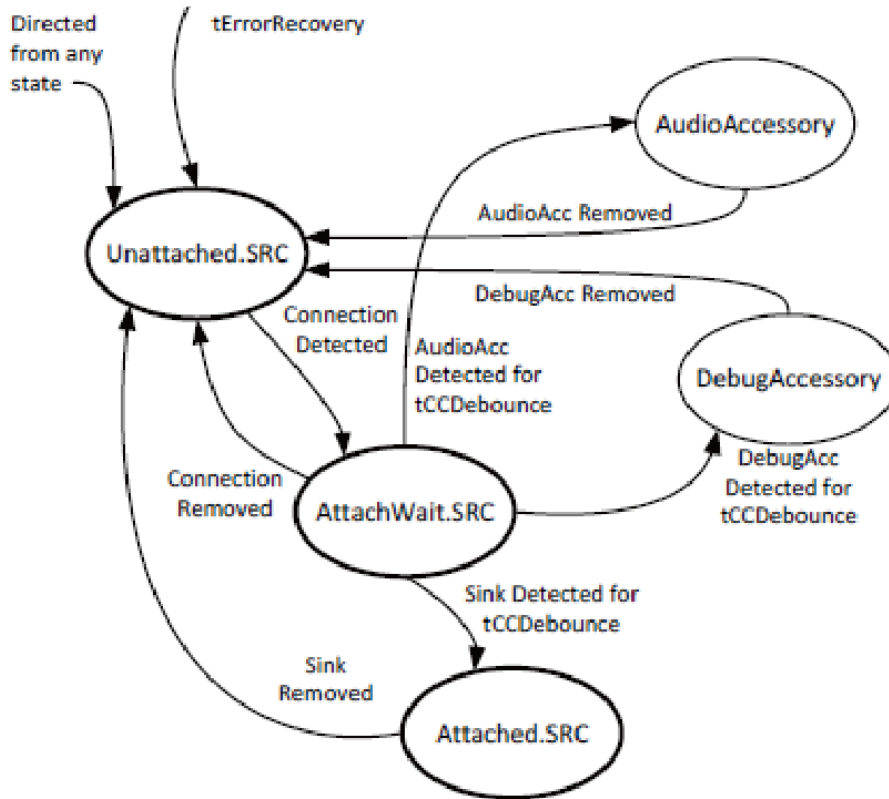 Directed
from any
state
tErrorRecovery
AudioAccessory
AudioAcc Removed
Unattached.SRC
DebugAcc Removed
Connection
Detected
AudioAcc
Detected for
tCCDebounce
DebugAccessory
Connection
Removed
AttachWait.SRC
DebugAcc
Detected for
tCCDebounce
Sink Detected for
tCCDebounce
Sink
Removed
Attached.SRC